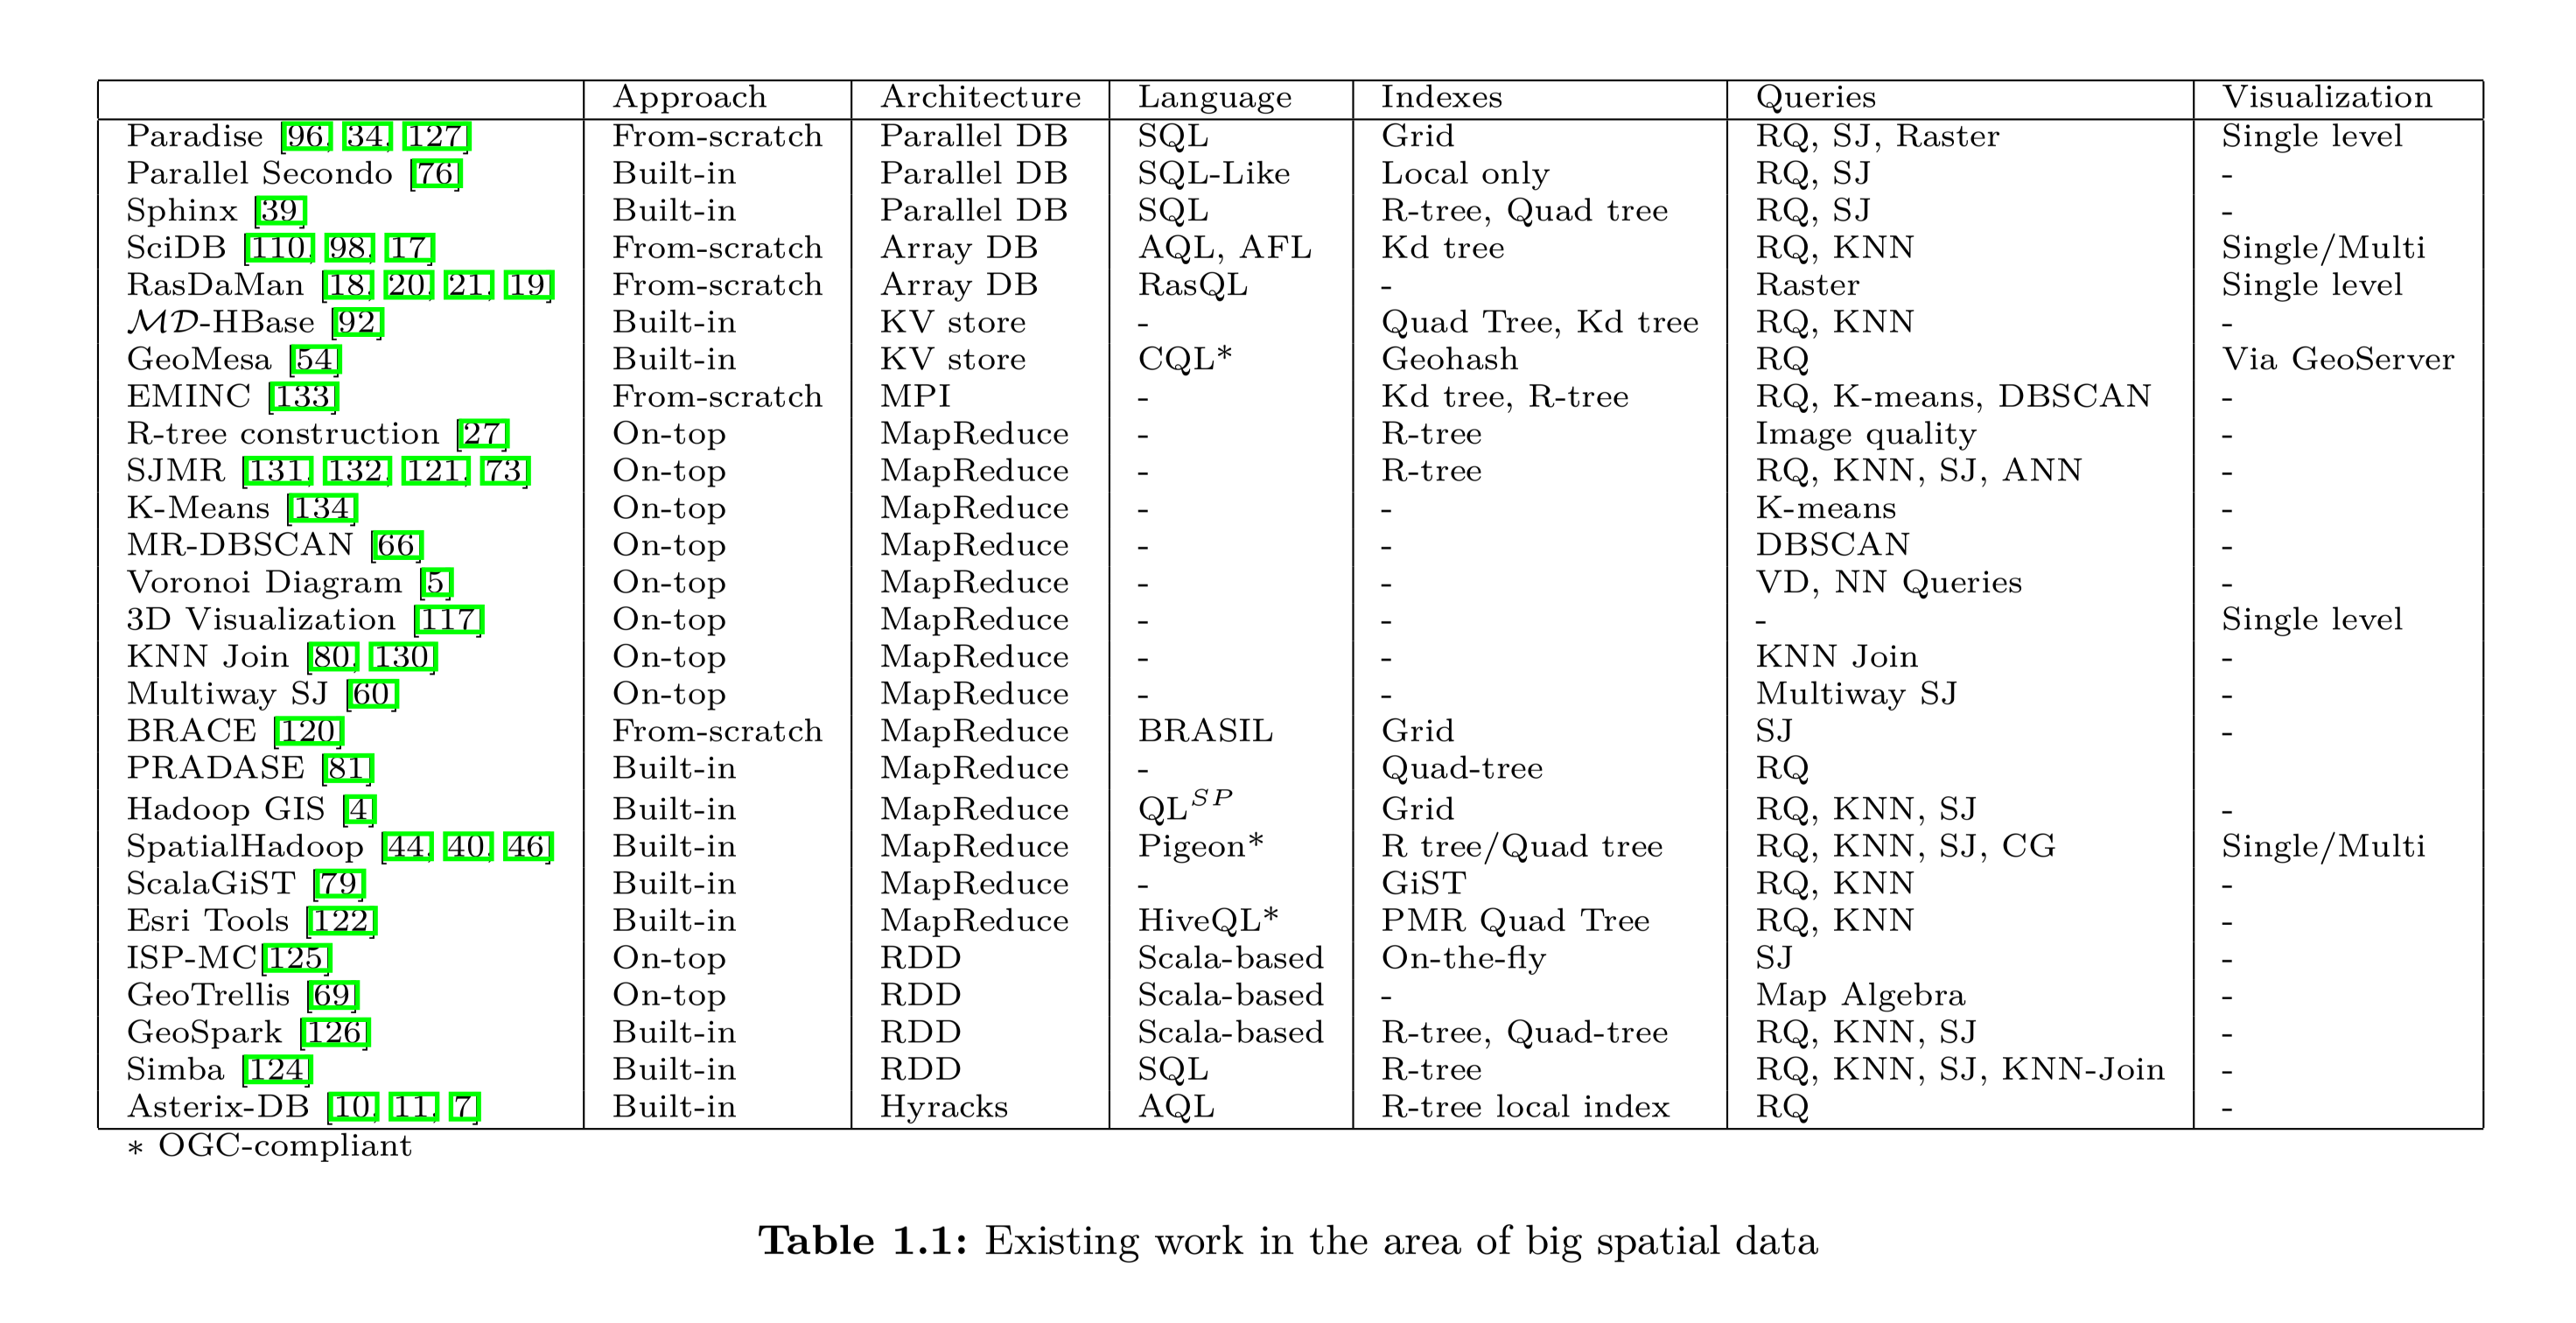 Approach Architecture Language Indexes Queries Visualization
Paradise [96, 34, 127] From-scratch Parallel DB SQL Grid RQ, SJ, Raster Single level
Parallel Secondo [76] Built-in Parallel DB SQL-Like Local only RQ, SJ -
Sphinx [39] Built-in Parallel DB SQL R-tree, Quad tree RQ, SJ -
SciDB [110, 98, 17] From-scratch Array DB AQL, AFL Kd tree RQ, KNN Single/Multi
RasDaMan [18, 20, 21, 19] From-scratch Array DB RasQL - Raster Single level
MD-HBase [92] Built-in KV store - Quad Tree, Kd tree RQ, KNN -
GeoMesa [54] Built-in KV store CQL* Geohash RQ Via GeoServer
EMINC [133] From-scratch MPI - Kd tree, R-tree RQ, K-means, DBSCAN -
R-tree construction [27] On-top MapReduce - R-tree Image quality -
SJMR [131, 132, 121, 73] On-top MapReduce - R-tree RQ, KNN, SJ, ANN -
K-Means [134] On-top MapReduce - - K-means -
MR-DBSCAN [66] On-top MapReduce - - DBSCAN -
Voronoi Diagram [5] On-top MapReduce - - VD, NN Queries -
3D Visualization [117] On-top MapReduce - - - Single level
KNN Join [80, 130] On-top MapReduce - - KNN Join -
Multiway SJ [60] On-top MapReduce - - Multiway SJ -
BRACE [120] From-scratch MapReduce BRASIL Grid SJ -
PRADASE [81] Built-in MapReduce - Quad-tree RQ
Hadoop GIS [4] Built-in MapReduce QL^SP Grid RQ, KNN, SJ -
SpatialHadoop [44, 40, 46] Built-in MapReduce Pigeon* R tree/Quad tree RQ, KNN, SJ, CG Single/Multi
ScalaGiST [79] Built-in MapReduce - GiST RQ, KNN -
Esri Tools [122] Built-in MapReduce HiveQL* PMR Quad Tree RQ, KNN -
ISP-MC[125] On-top RDD Scala-based On-the-fly SJ -
GeoTrellis [69] On-top RDD Scala-based - Map Algebra -
GeoSpark [126] Built-in RDD Scala-based R-tree, Quad-tree RQ, KNN, SJ -
Simba [124] Built-in RDD SQL R-tree RQ, KNN, SJ, KNN-Join -
Asterix-DB [10, 11, 7] Built-in Hyracks AQL R-tree local index RQ -
* OGC-compliant
Table 1.1: Existing work in the area of big spatial data